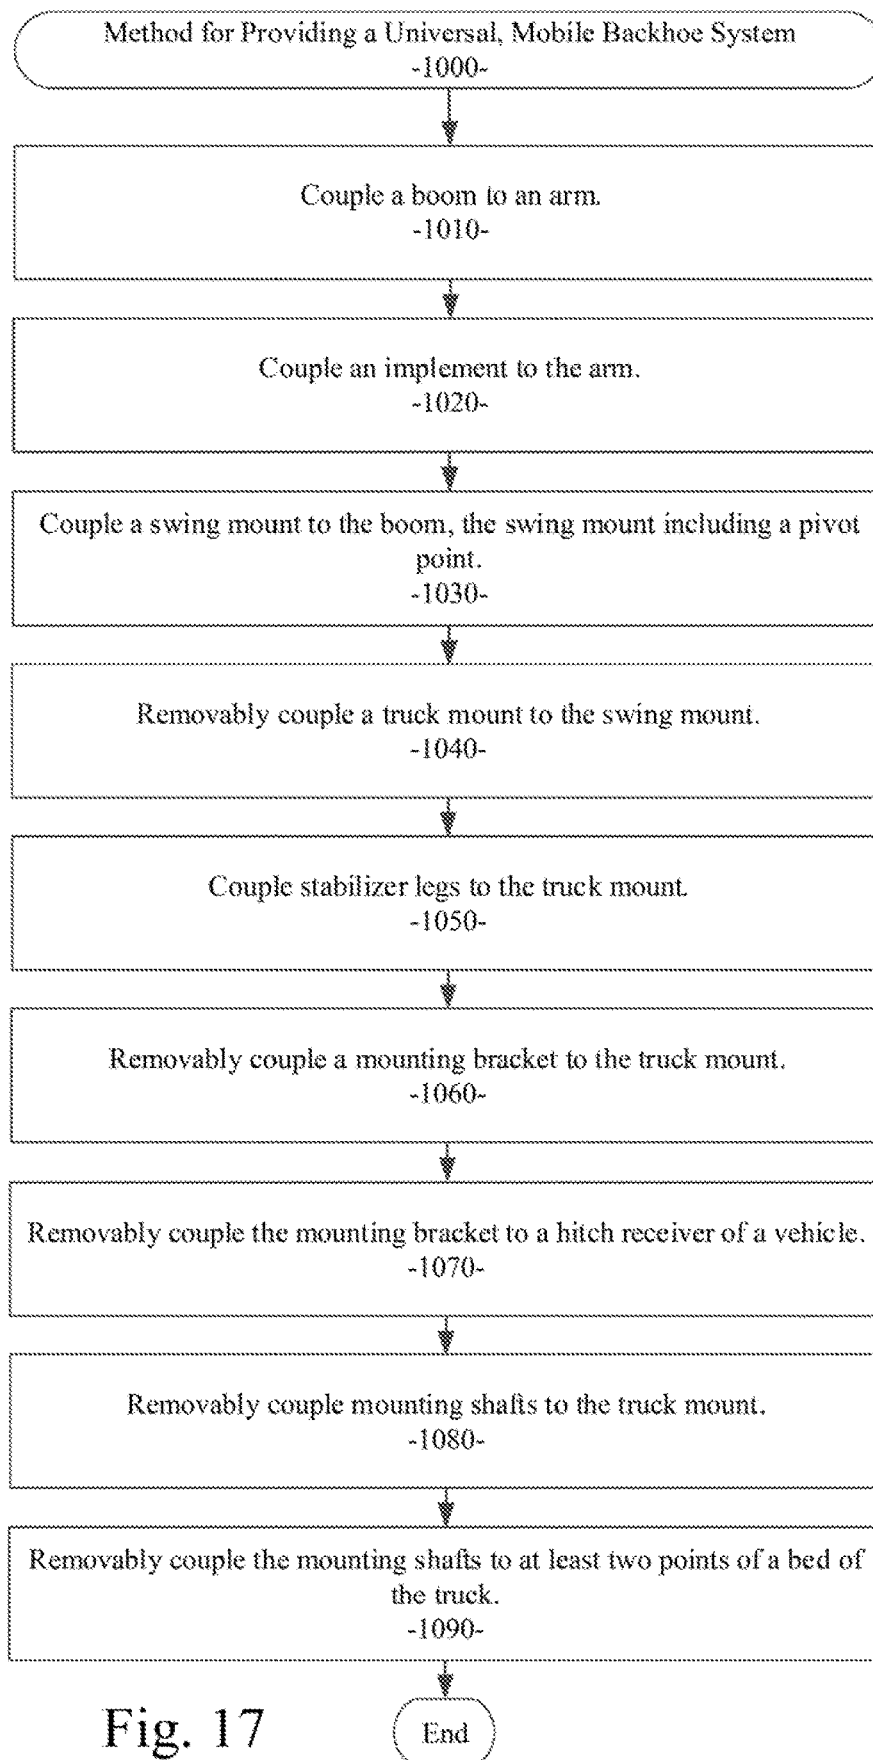 Method for Providing a Universal, Mobile Backhoe System
-1000-
Couple a boom to an arm.
-1010-
Couple an implement to the arm.
-1020-
Couple a swing mount to the boom, the swing mount including a pivot
point.
-1030-
Removably couple a truck mount to the swing mount.
-1040-
Couple stabilizer legs to the truck mount.
-1050-
Removably couple a mounting bracket to the truck mount.
-1060-
Removably couple the mounting bracket to a hitch receiver of a vehicle.
-1070-
Removably couple mounting shafts to the truck mount.
-1080-
Removably couple the mounting shafts to at least two points of a bed of
the truck.
-1090-
Fig. 17
End